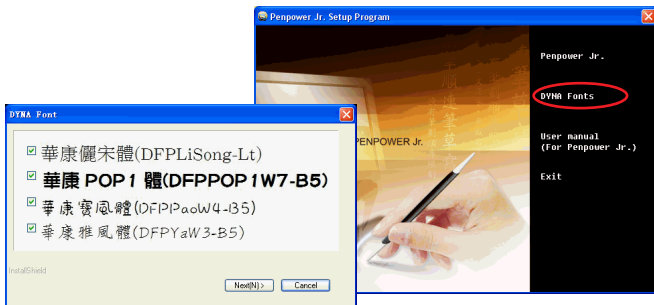 Penpower Jr. Setup Program
Penpower Jr.
DYNA Fonts
User manual
(For Penpower Jr.)
Exit
PENPOWER Jr.
DYNA Font
華康儷宋體(DFPLiSong-Lt)
華康 POP1 體(DFPPOP1W7-B5)
華康寶風體(DFPPaoW4-B5)
華康雅風體(DFPYaW3-B5)
InstallShield
Next(N) >
Cancel